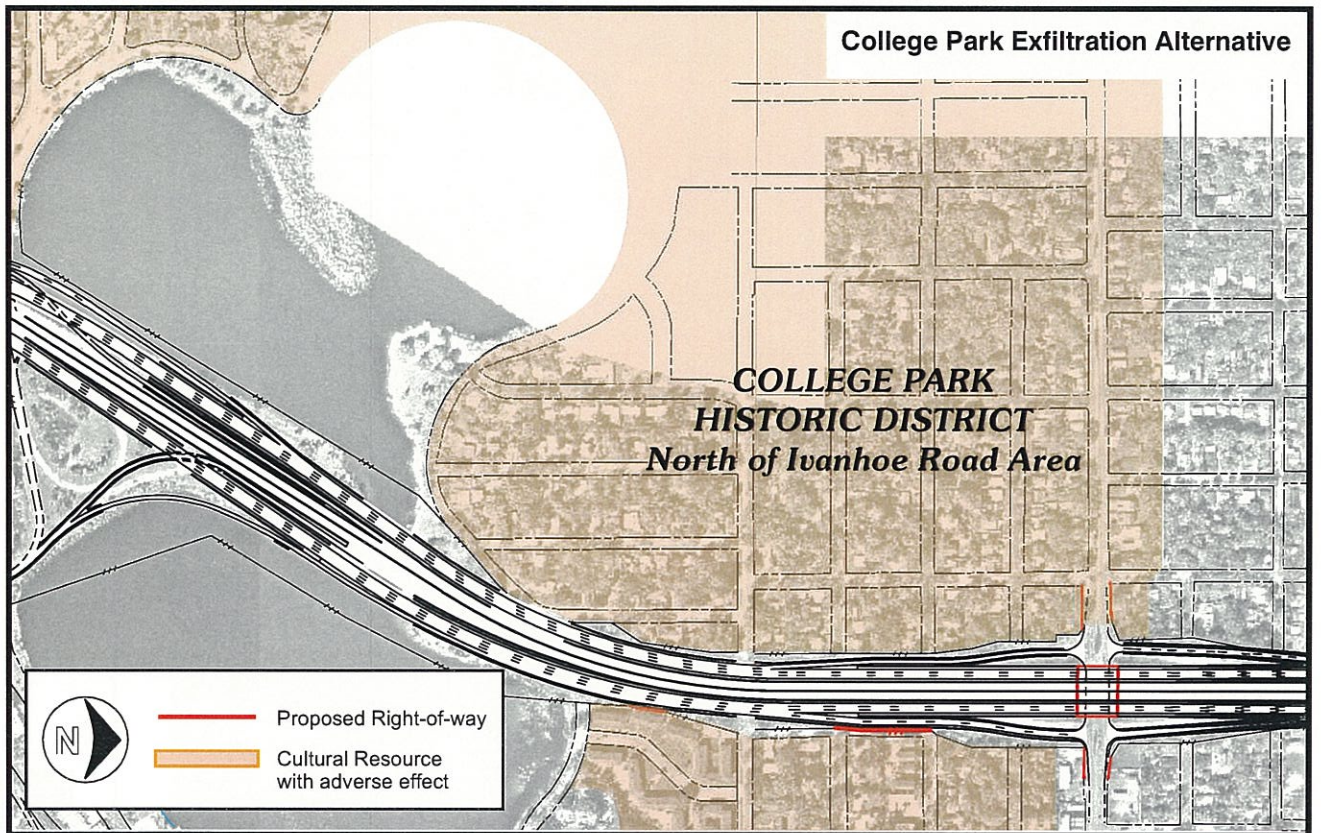 College Park Exfiltration Alternative
COLLEGE PARK
HISTORIC DISTRICT
North of Ivanhoe Road Area
N
Proposed Right-of-way
Cultural Resource
with adverse effect